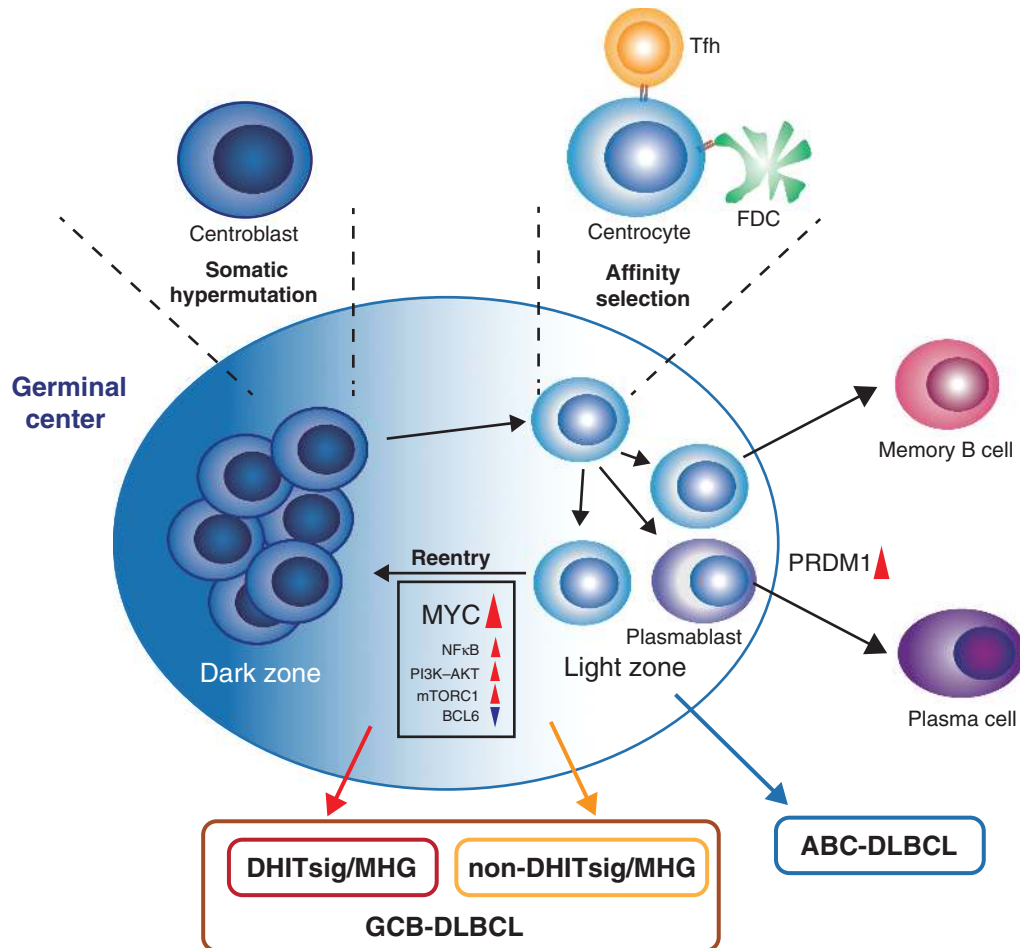 Tfh
FDC
Centroblast
Centrocyte
Somatic
hypermutation
Affinity
selection
Germinal
center
Memory B cell
Reentry
PRDM1
MYC
NFκB
PI3K–AKT
mTORC1
BCL6
Plasmablast
Dark zone
Light zone
Plasma cell
DHITsig/MHG
non-DHITsig/MHG
ABC-DLBCL
GCB-DLBCL